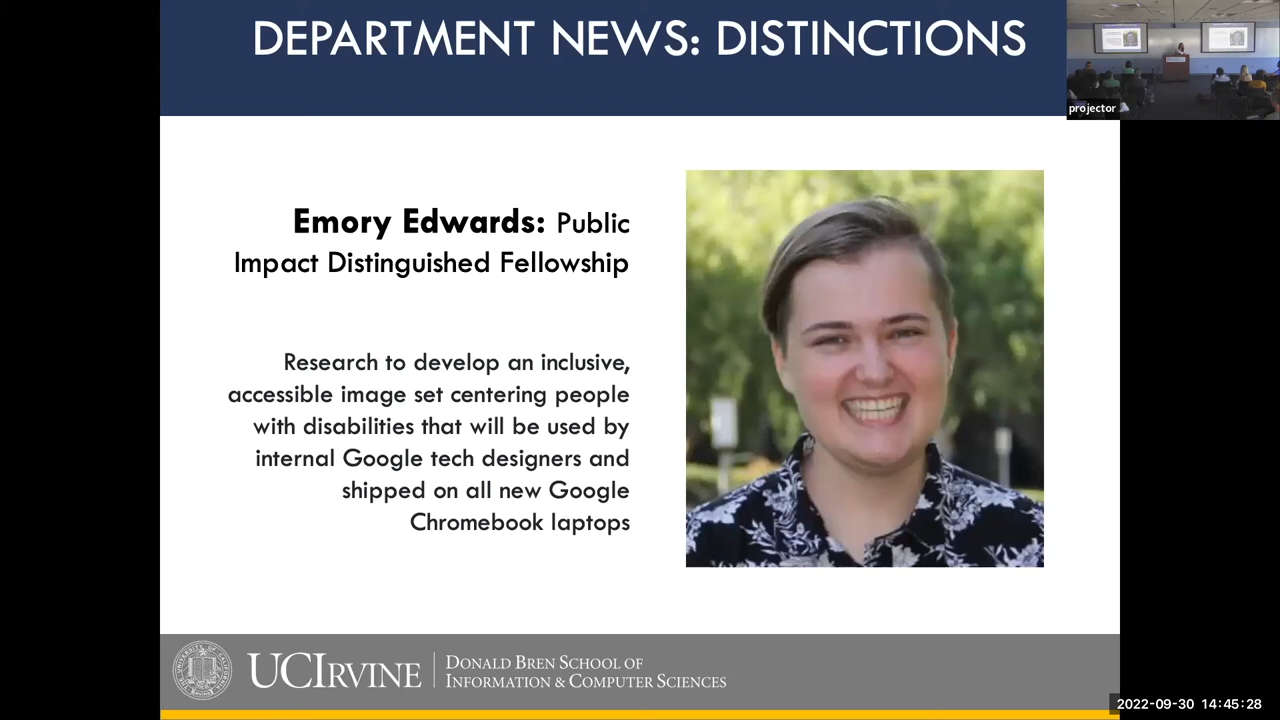 DEPARTMENT NEWS: DISTINCTIONS
projector
Emory Edwards: Public
Impact Distinguished Fellowship
Research to develop an inclusive,
accessible image set centering people
with disabilities that will be used by
internal Google tech designers and
shipped on all new Google
Chromebook laptops
UCIRVINE
DONALD BREN SCHOOL OF
INFORMATION & COMPUTER SCIENCES
2022-09-30 14:45:28